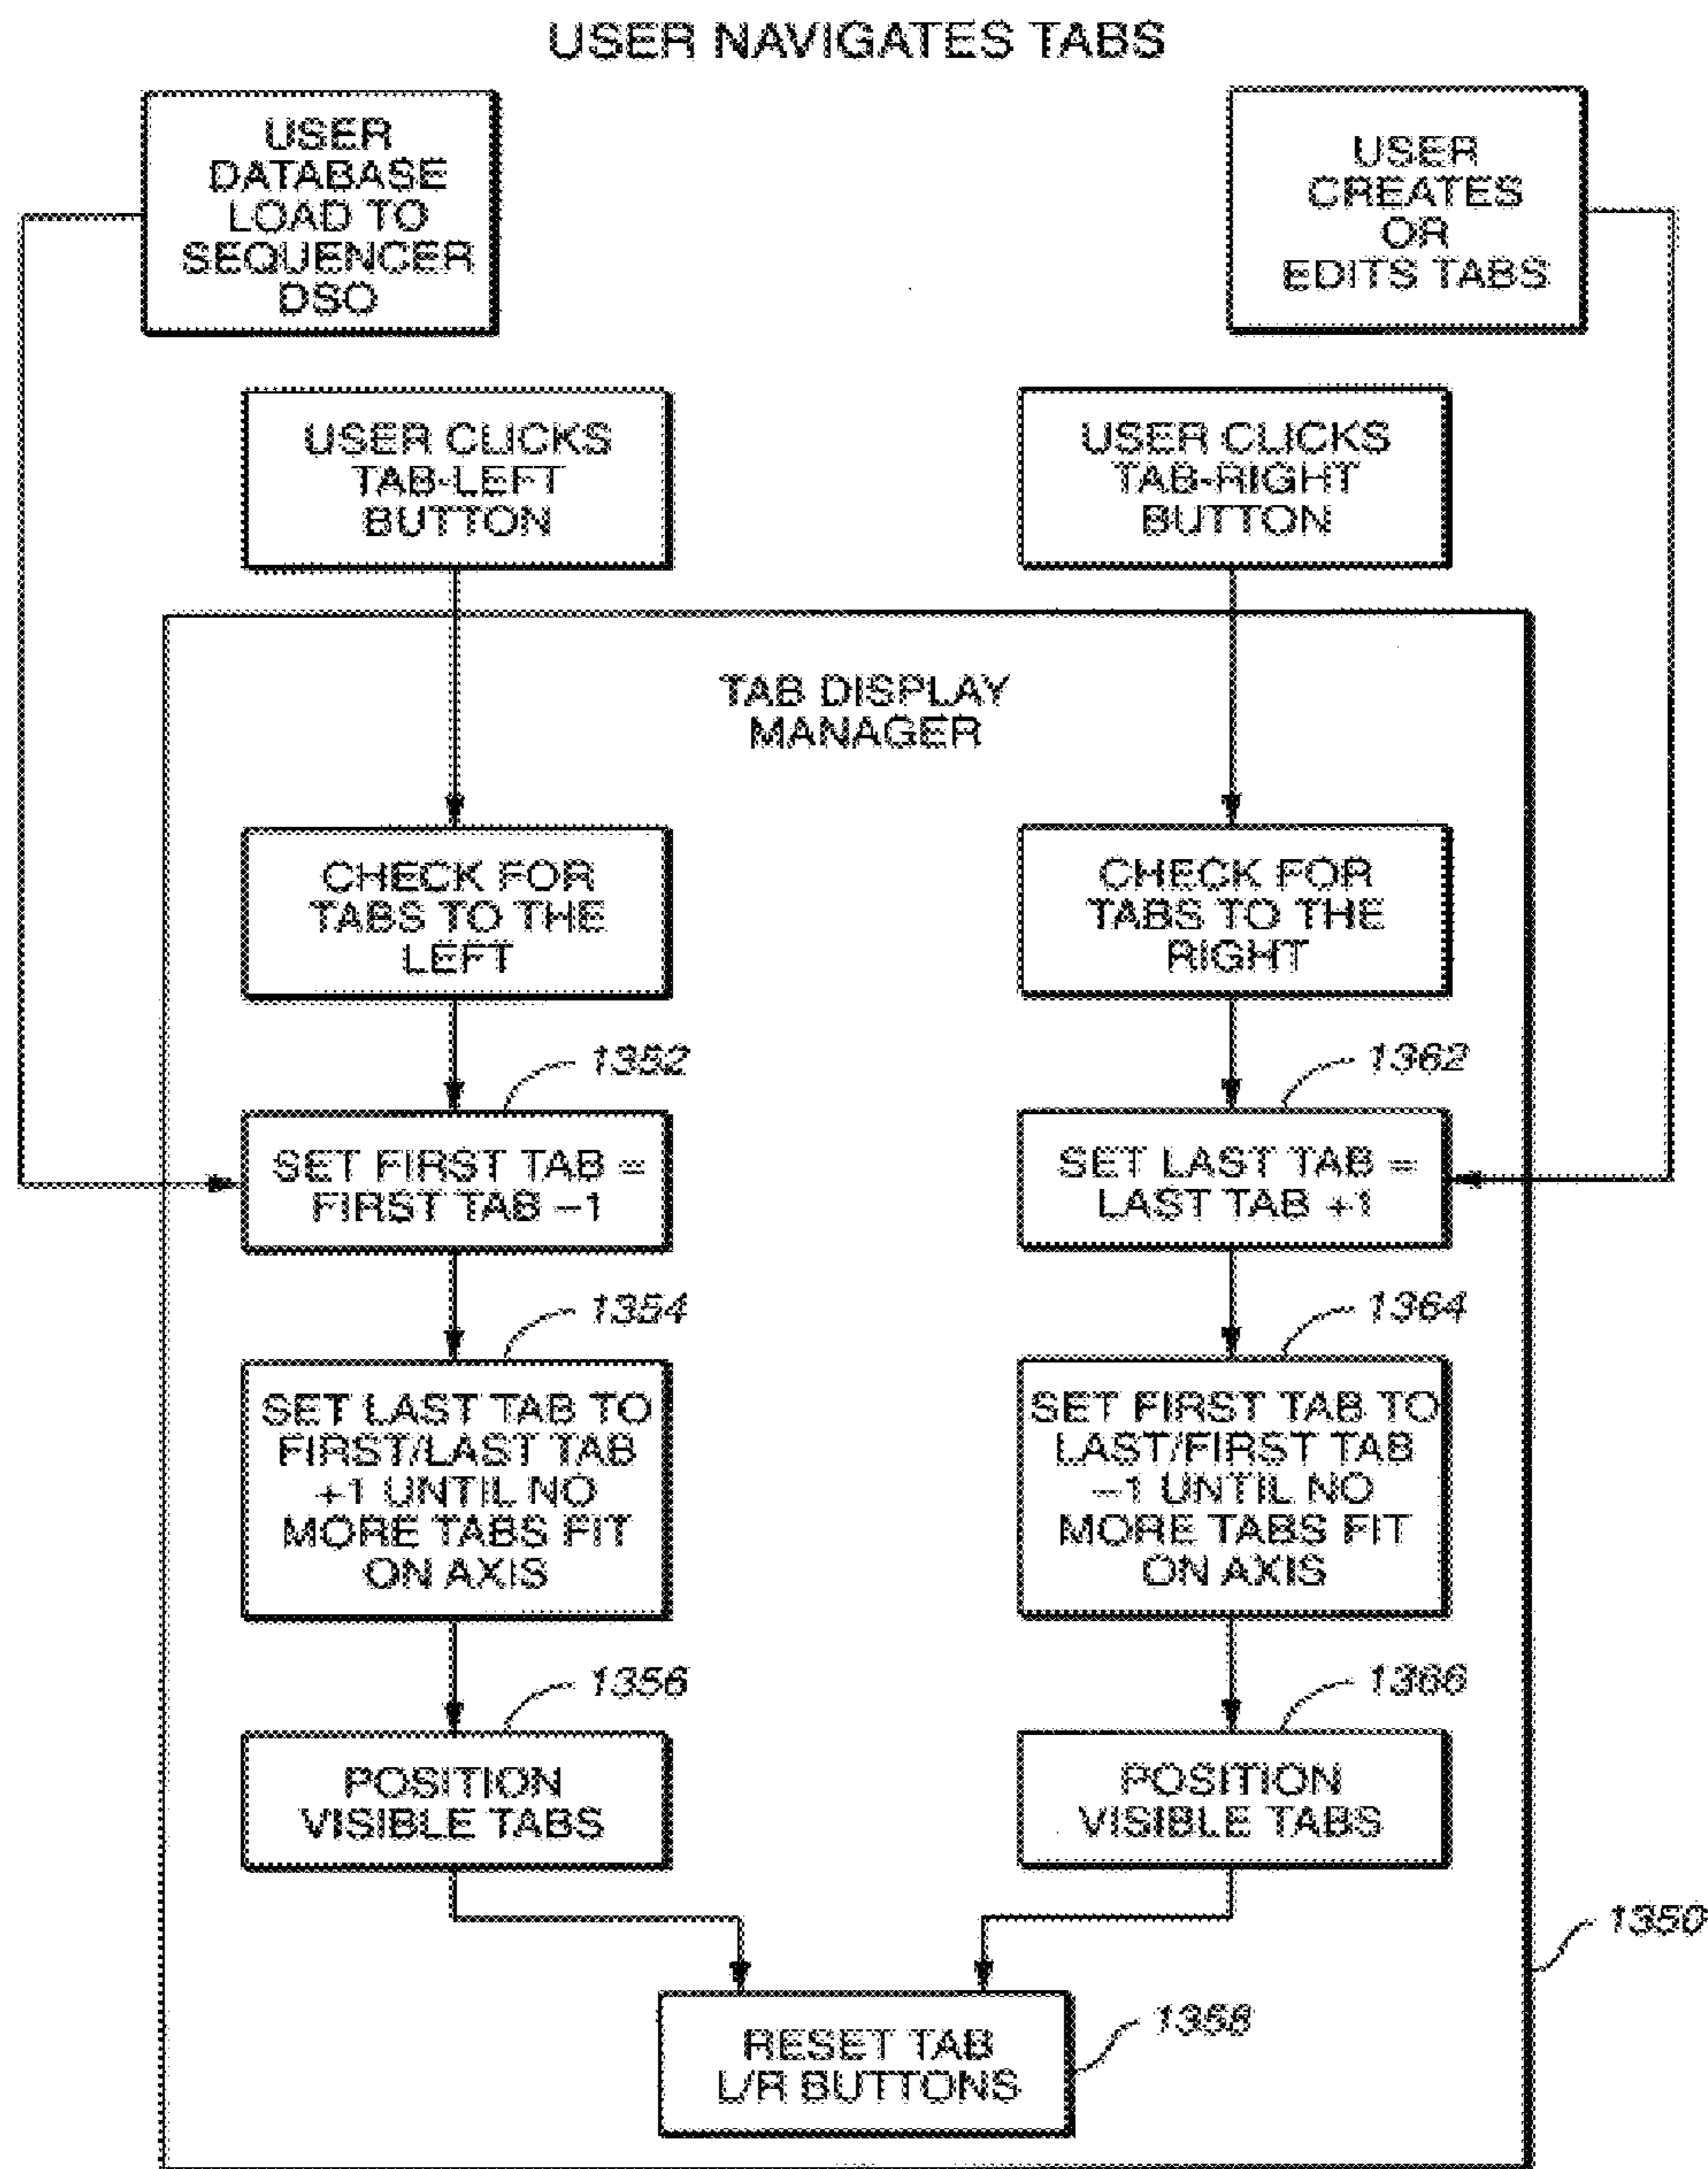 USER NAVIGATES TABS
USER
DATABASE
LOAD TO
SEQUENCER
DSO
USER
CREATES
OR
EDITS TABS
USER CLICKS
TAB-LEFT
BUTTON
USER CLICKS
TAB-RIGHT
BUTTON
TAB DISPLAY
MANAGER
CHECK FOR
TABS TO THE
LEFT
CHECK FOR
TABS TO THE
RIGHT
1352
SET FIRST TAB =
FIRST TAB –1
1362
SET LAST TAB =
LAST TAB +1
1354
SET LAST TAB TO
FIRST/LAST TAB
+1 UNTIL NO
MORE TABS FIT
ON AXIS
1364
SET FIRST TAB TO
LAST/FIRST TAB
–1 UNTIL NO
MORE TABS FIT
ON AXIS
1356
POSITION
VISIBLE TABS
1366
POSITION
VISIBLE TABS
1350
1358
RESET TAB
L/R BUTTONS